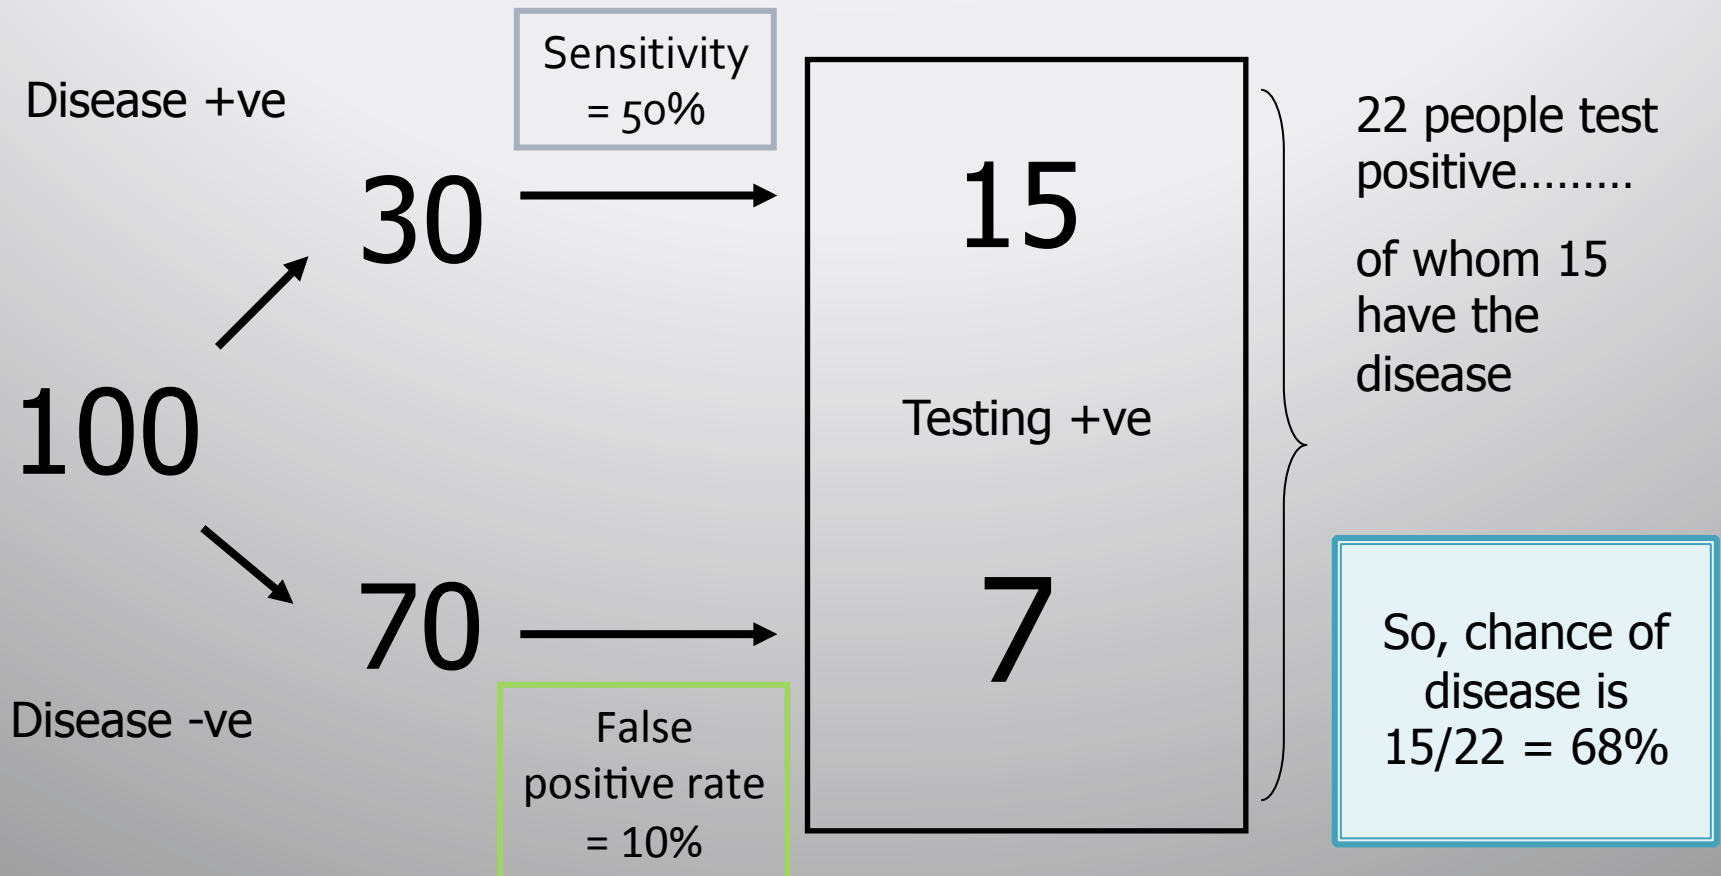 Disease +ve
Sensitivity
= 50%
30
15
22 people test
positive.........
of whom 15
have the
disease
100
Testing +ve
70
7
Disease -ve
False
positive rate
= 10%
So, chance of
disease is
15/22 = 68%